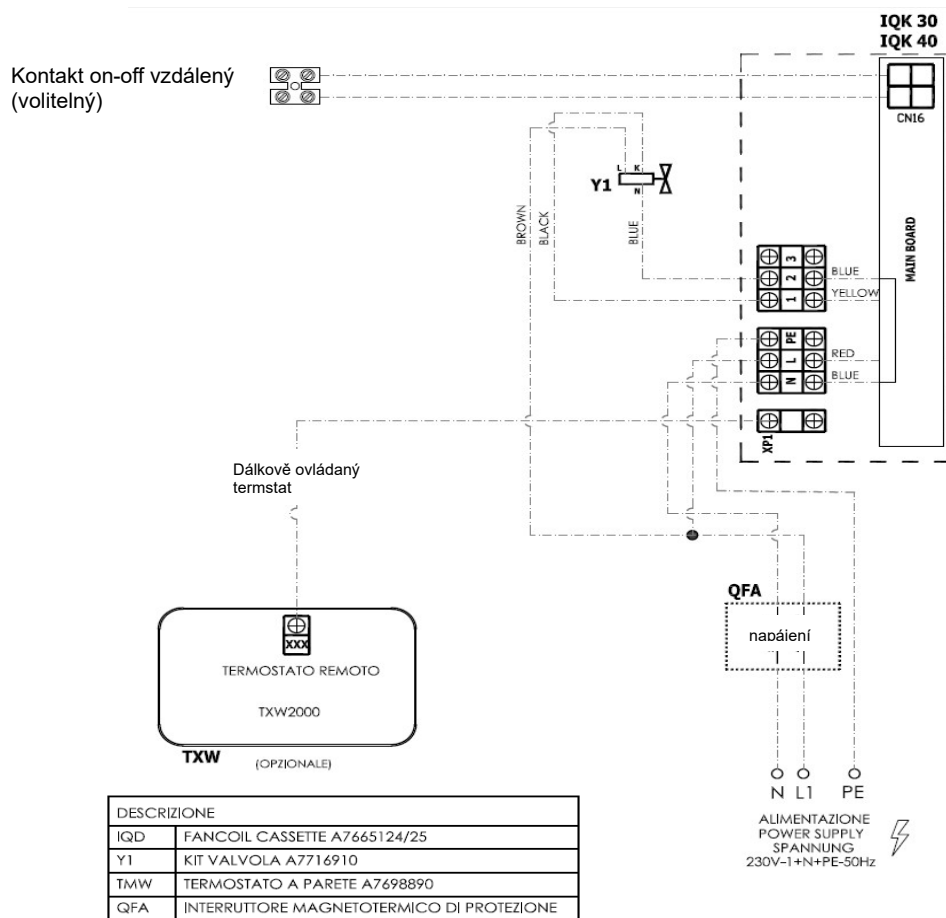 IQK 30
IQK 40
Kontakt on-off vzdálený
(volitelný)
CN16
L K
Y1
N
BROWN
BLACK
BLUE
MAIN BOARD
3
2
BLUE
1
YELLOW
PE
L
RED
N
BLUE
XP1
Dálkově ovládaný
termstat
QFA
napájení
XXX
TERMOSTATO REMOTO
TXW2000
TXW
(OPZIONALE)
N L1 PE
ALIMENTAZIONE
POWER SUPPLY
SPANNUNG
230V-1+N+PE-50Hz
DESCRIZIONE
IQD FANCOIL CASSETTE A7665124/25
Y1 KIT VALVOLA A7716910
TMW TERMOSTATO A PARETE A7698890
QFA INTERRUTTORE MAGNETOTERMICO DI PROTEZIONE